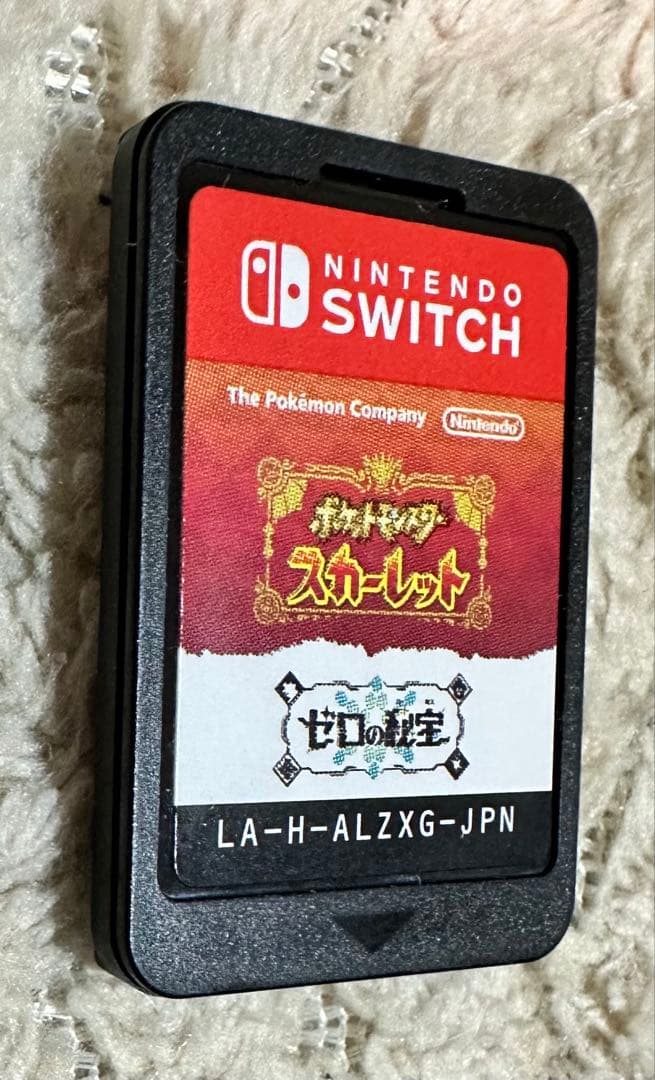 NINTENDO
SWITCH
The Pokémon Company Nintendo
ポケットモンスター
スカーレット
ゼロの秘宝
LA-H-ALZXG-JPN